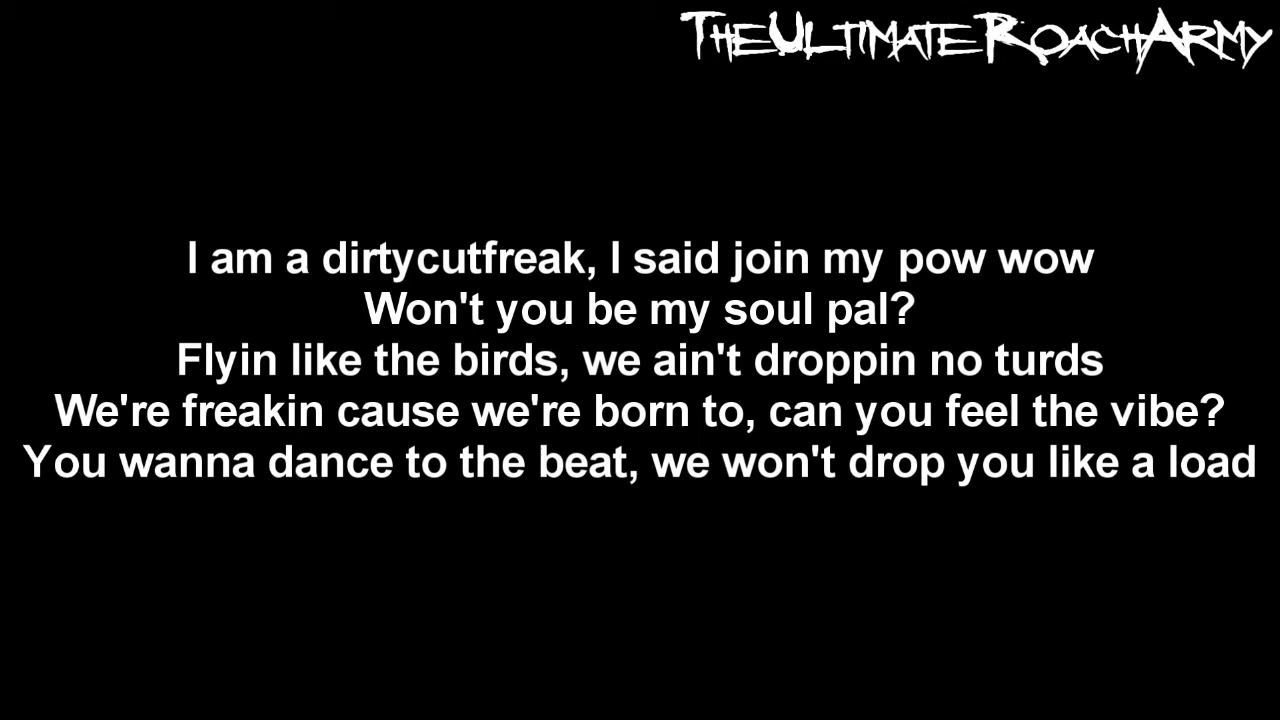 TheUltimateRoachArmy
I am a dirtycutfreak, I said join my pow wow
Won't you be my soul pal?
Flyin like the birds, we ain't droppin no turds
We're freakin cause we're born to, can you feel the vibe?
You wanna dance to the beat, we won't drop you like a load